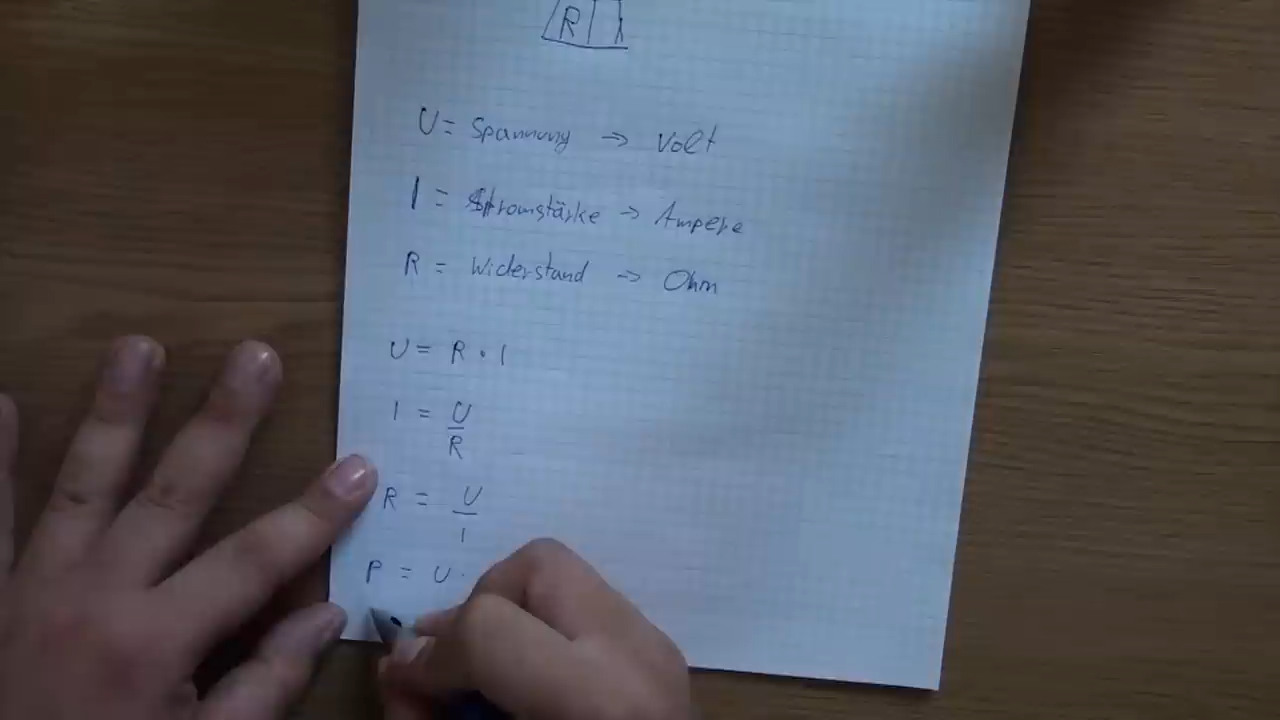 R I
U = Spannung → Volt
I = Stromstärke → Ampere
R = Widerstand → Ohm
U = R · I
I = U
R
R = U
I
P = U ·